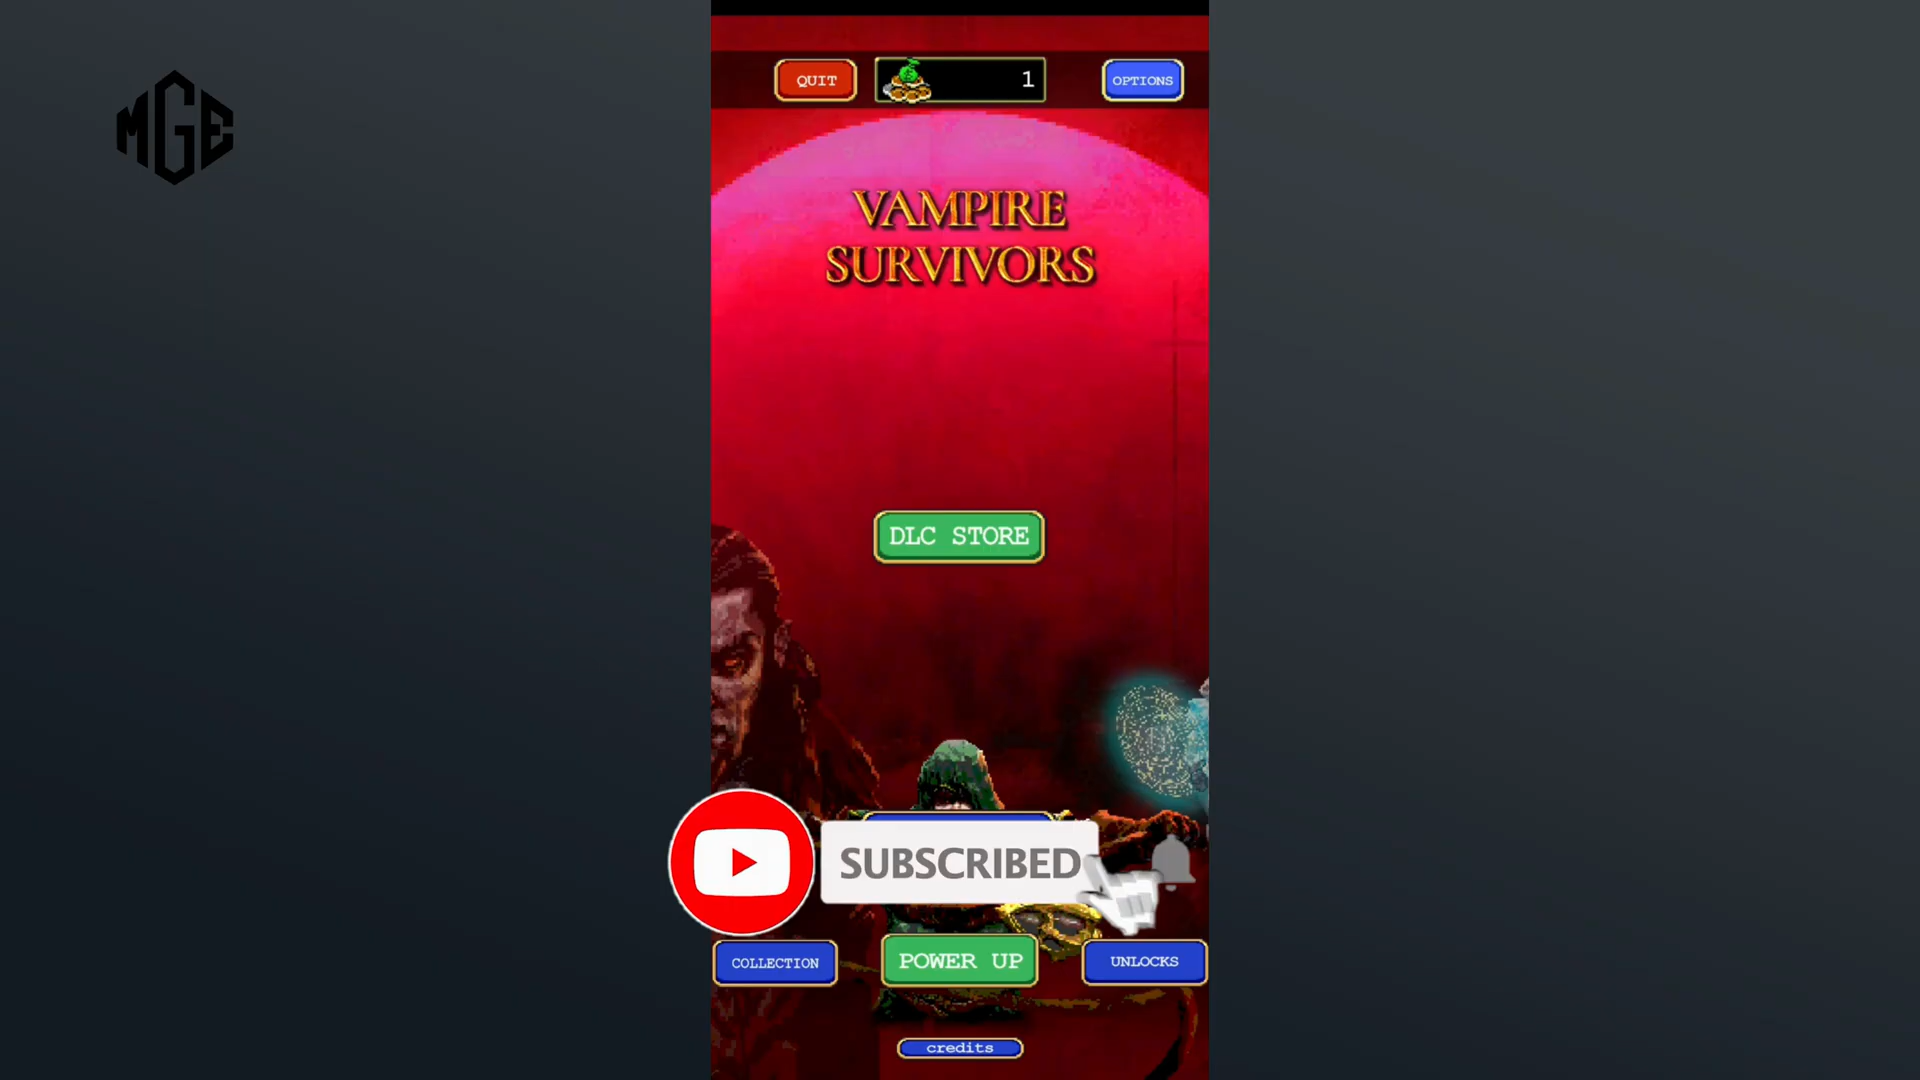 MGE
QUIT
1
OPTIONS
VAMPIRE
SURVIVORS
DLC STORE
SUBSCRIBED
COLLECTION
POWER UP
UNLOCKS
credits